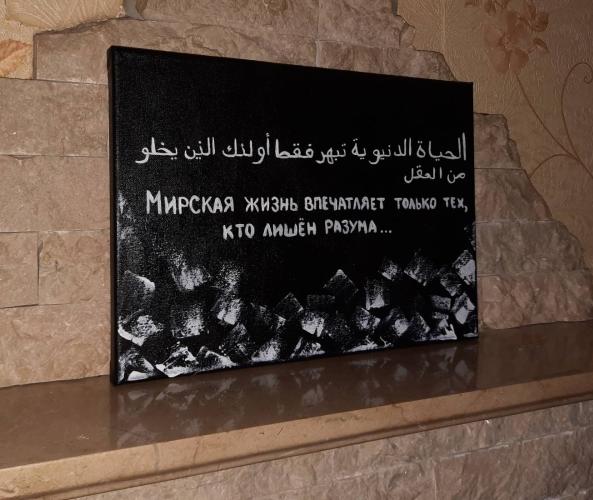 الحياة الدنيوية تبهر فقط أولئك الذين يخلو
من العقل
Мирская жизнь впечатляет только тех,
кто лишён разума...